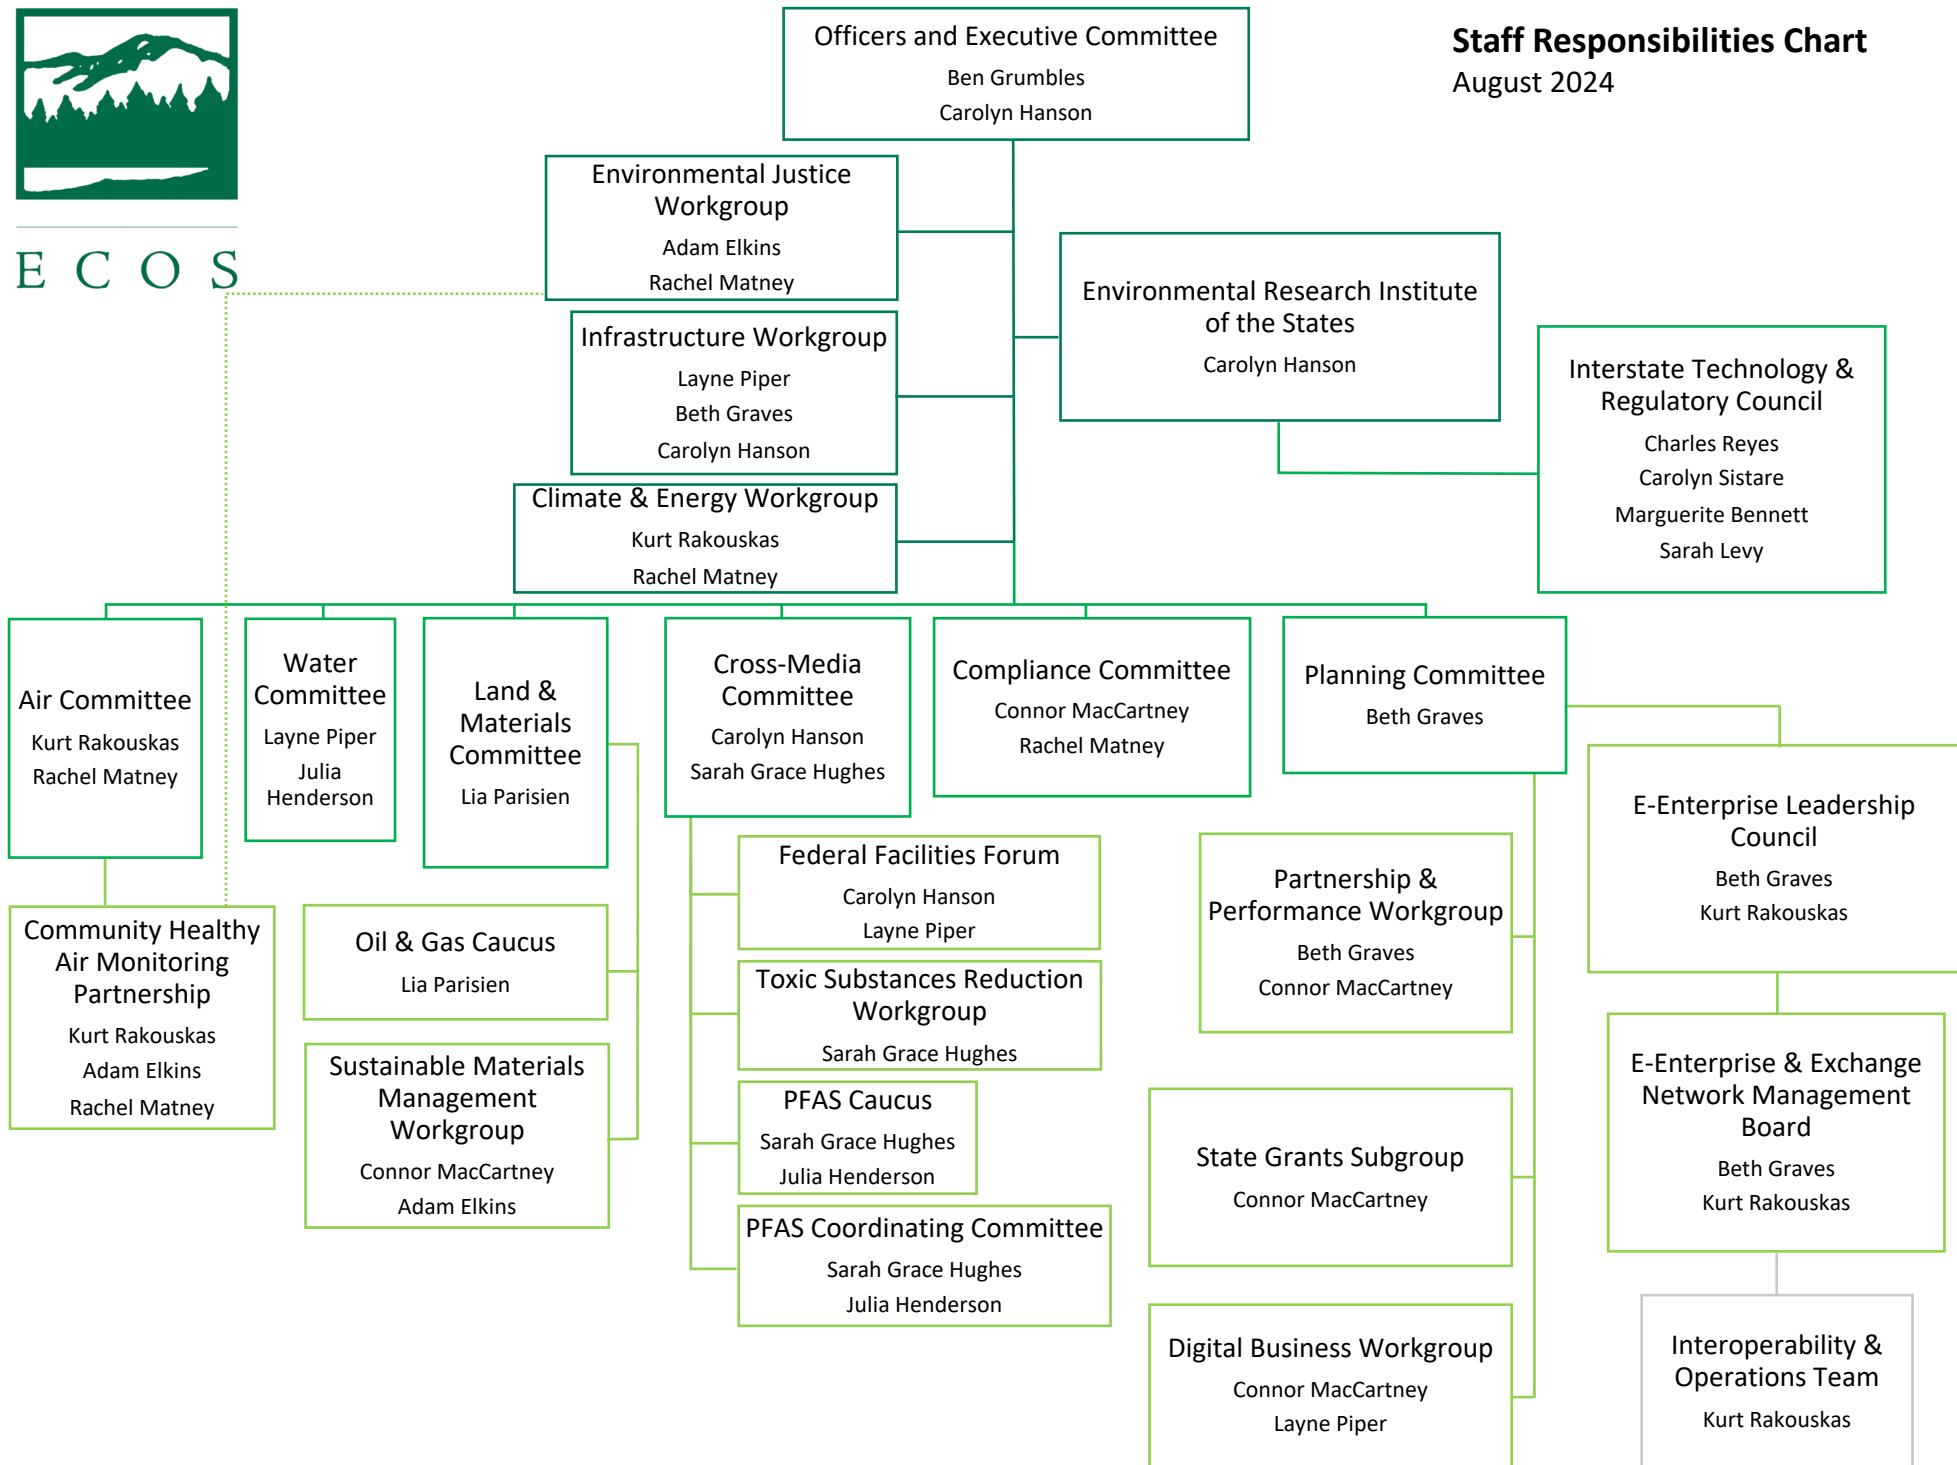 Staff Responsibilities Chart
August 2024
ECOS
Officers and Executive Committee
Ben Grumbles
Carolyn Hanson
Environmental Justice
Workgroup
Adam Elkins
Rachel Matney
Infrastructure Workgroup
Layne Piper
Beth Graves
Carolyn Hanson
Climate & Energy Workgroup
Kurt Rakouskas
Rachel Matney
Environmental Research Institute
of the States
Carolyn Hanson
Interstate Technology &
Regulatory Council
Charles Reyes
Carolyn Sistare
Marguerite Bennett
Sarah Levy
Air Committee
Kurt Rakouskas
Rachel Matney
Water
Committee
Layne Piper
Julia
Henderson
Land &
Materials
Committee
Lia Parisien
Cross-Media
Committee
Carolyn Hanson
Sarah Grace Hughes
Compliance Committee
Connor MacCartney
Rachel Matney
Planning Committee
Beth Graves
Community Healthy
Air Monitoring
Partnership
Kurt Rakouskas
Adam Elkins
Rachel Matney
Oil & Gas Caucus
Lia Parisien
Sustainable Materials
Management
Workgroup
Connor MacCartney
Adam Elkins
Federal Facilities Forum
Carolyn Hanson
Layne Piper
Toxic Substances Reduction
Workgroup
Sarah Grace Hughes
PFAS Caucus
Sarah Grace Hughes
Julia Henderson
PFAS Coordinating Committee
Sarah Grace Hughes
Julia Henderson
Partnership &
Performance Workgroup
Beth Graves
Connor MacCartney
State Grants Subgroup
Connor MacCartney
Digital Business Workgroup
Connor MacCartney
Layne Piper
E-Enterprise Leadership
Council
Beth Graves
Kurt Rakouskas
E-Enterprise & Exchange
Network Management
Board
Beth Graves
Kurt Rakouskas
Interoperability &
Operations Team
Kurt Rakouskas